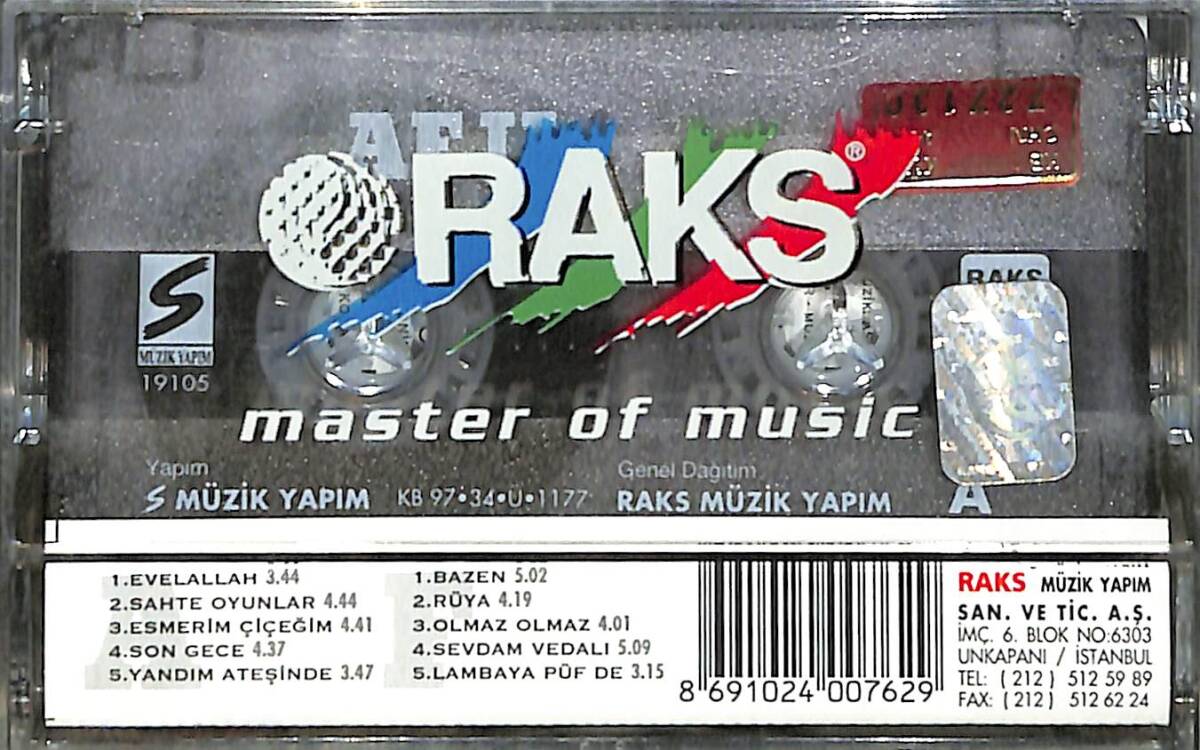 RAKS®
S
MÜZİK YAPIM
19105
RAKS
master of music
Yapım
S MÜZİK YAPIM
KB 97•34•Ü•1177
Genel Dağıtım
RAKS MÜZİK YAPIM
A
1.EVELALLAH 3.44
2.SAHTE OYUNLAR 4.44
3.ESMERİM ÇİÇEĞİM 4.41
4.SON GECE 4.37
5.YANDIM ATEŞİNDE 3.47
1.BAZEN 5.02
2.RÜYA 4.19
3.OLMAZ OLMAZ 4.01
4.SEVDAM VEDALI 5.09
5.LAMBAYA PÜF DE 3.15
8 691024 007629
RAKS MÜZİK YAPIM
SAN. VE TİC. A.Ş.
İMÇ. 6. BLOK NO:6303
UNKAPANI / İSTANBUL
TEL: (212) 512 59 89
FAX: (212) 512 62 24